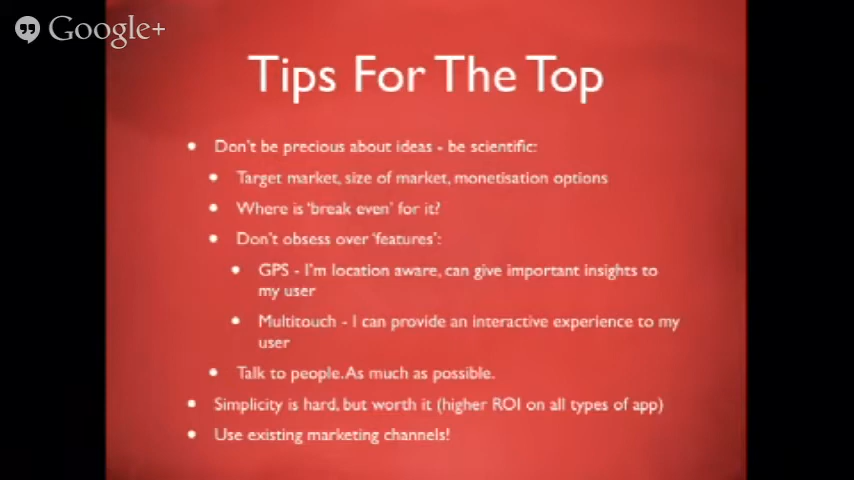 Google+
Tips For The Top
Don't be precious about ideas - be scientific:
Target market, size of market, monetisation options
Where is 'break even' for it?
Don't obsess over 'features':
GPS - I'm location aware, can give important insights to
my user
Multitouch - I can provide an interactive experience to my
user
Talk to people. As much as possible.
Simplicity is hard, but worth it (higher ROI on all types of app)
Use existing marketing channels!